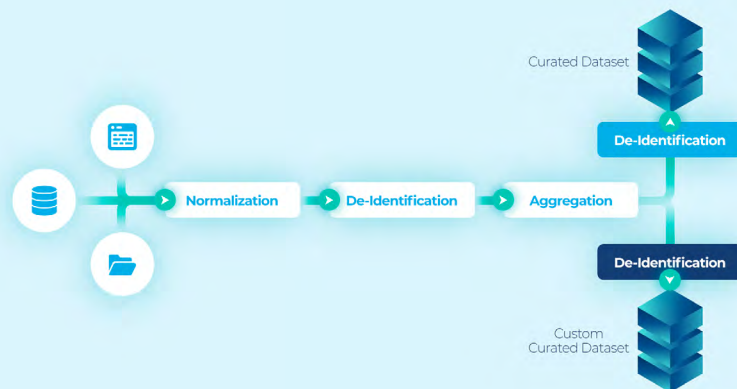 Curated Dataset
De-Identification
Normalization
De-Identification
Aggregation
De-Identification
Custom
Curated Dataset